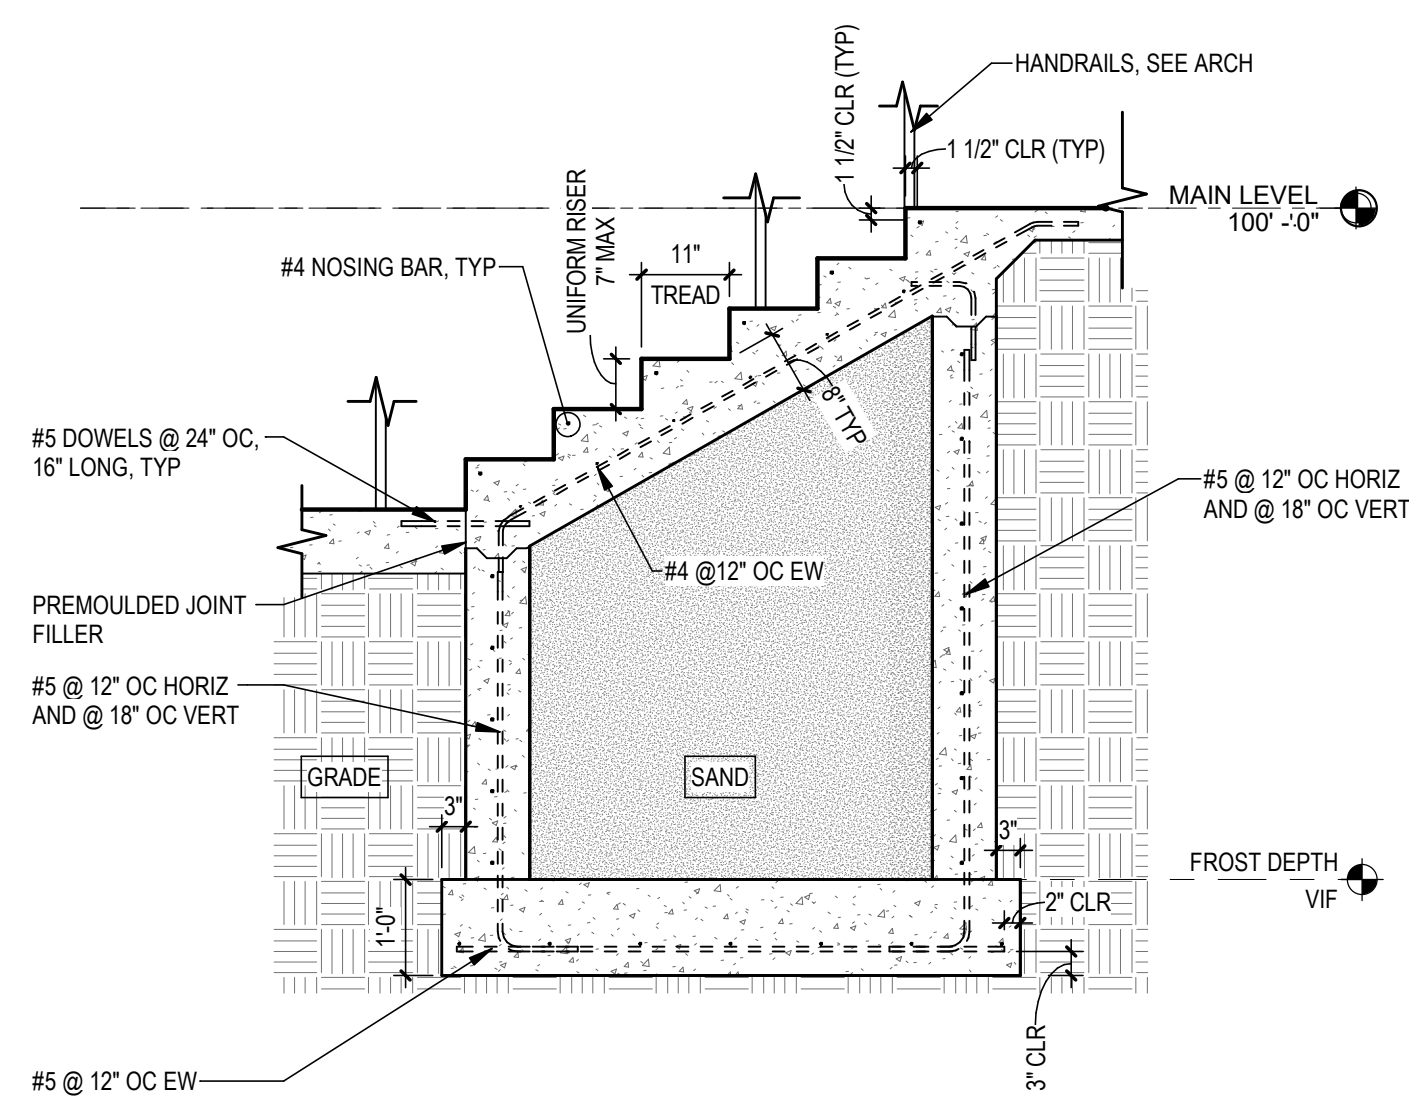 HANDRAILS, SEE ARCH
1 1/2" CLR (TYP)
1 1/2" CLR (TYP)
MAIN LEVEL
100' -'0"
UNIFORM RISER
7" MAX
11"
TREAD
#4 NOSING BAR, TYP
8" TYP
#5 DOWELS @ 24" OC,
16" LONG, TYP
#5 @ 12" OC HORIZ
AND @ 18" OC VERT
#4 @12" OC EW
PREMOULDED JOINT
FILLER
#5 @ 12" OC HORIZ
AND @ 18" OC VERT
GRADE
SAND
3"
3"
FROST DEPTH
VIF
2" CLR
1'-0"
3" CLR
#5 @ 12" OC EW